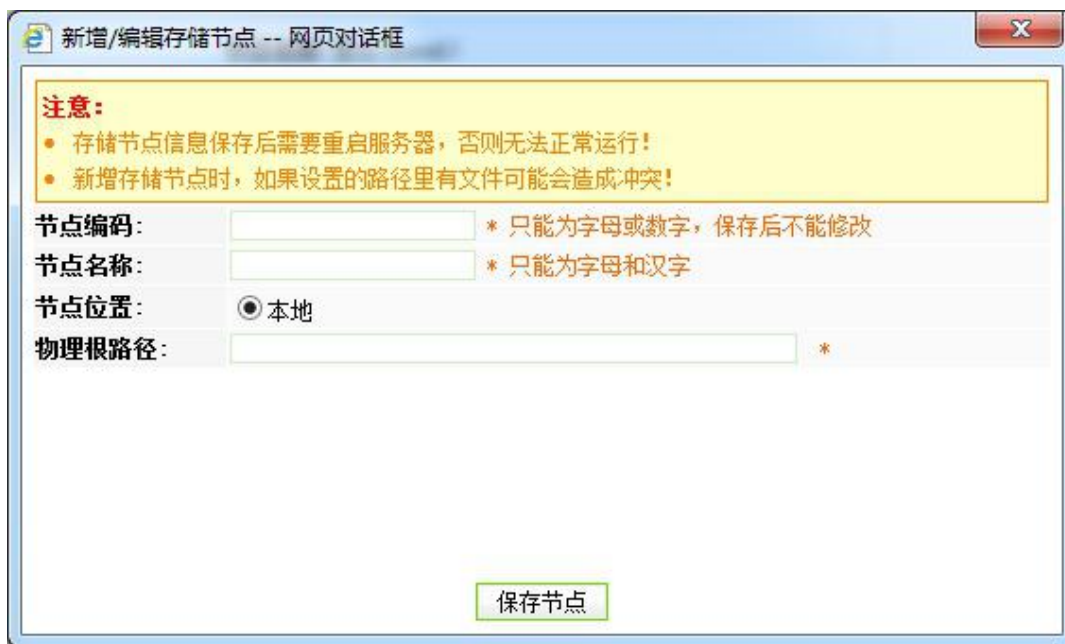 新增/编辑存储节点 -- 网页对话框
注意:
• 存储节点信息保存后需要重启服务器，否则无法正常运行!
• 新增存储节点时，如果设置的路径里有文件可能会造成冲突!
节点编码: * 只能为字母或数字，保存后不能修改
节点名称: * 只能为字母和汉字
节点位置: 本地
物理根路径: *
保存节点